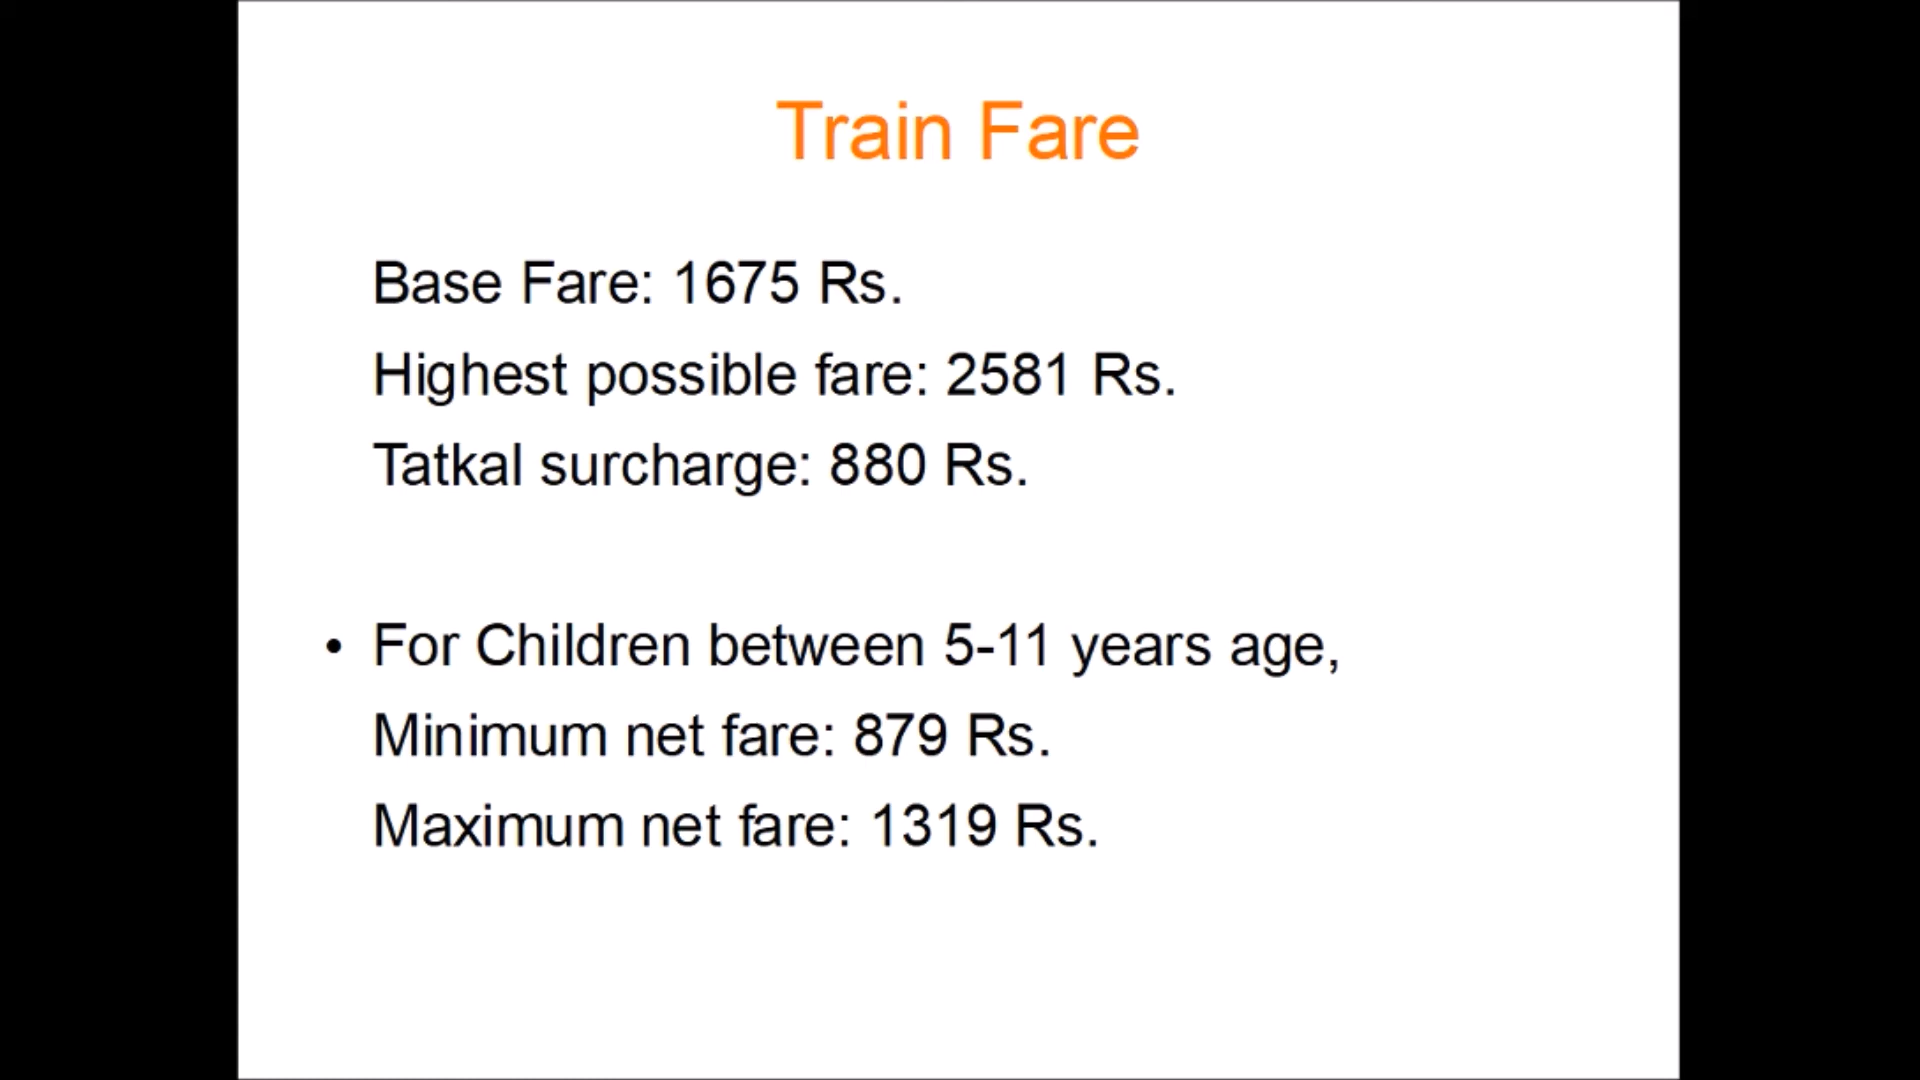 Train Fare
Base Fare: 1675 Rs.
Highest possible fare: 2581 Rs.
Tatkal surcharge: 880 Rs.
• For Children between 5-11 years age,
Minimum net fare: 879 Rs.
Maximum net fare: 1319 Rs.